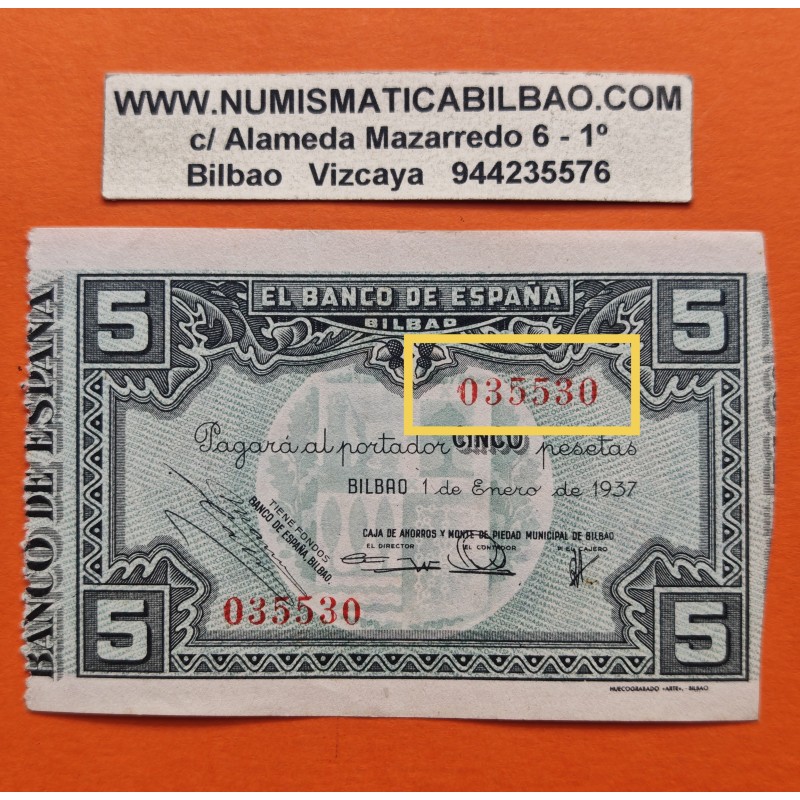 WWW.NUMISMATICABILBAO.COM
c/ Alameda Mazarredo 6 - 1º
Bilbao Vizcaya 944235576
BANCO DE ESPAÑA
5 EL BANCO DE ESPAÑA 5
BILBAO
035530
Pagará al portador CINCO pesetas
BILBAO 1 de Enero de 1937
TIENE FONDOS
BANCO DE ESPAÑA, BILBAO.
CAJA DE AHORROS Y MONTE DE PIEDAD MUNICIPAL DE BILBAO
EL DIRECTOR EL CONTADOR P. EL CAJERO
035530
5 5
HUECOGRABADO «ARTE». - BILBAO